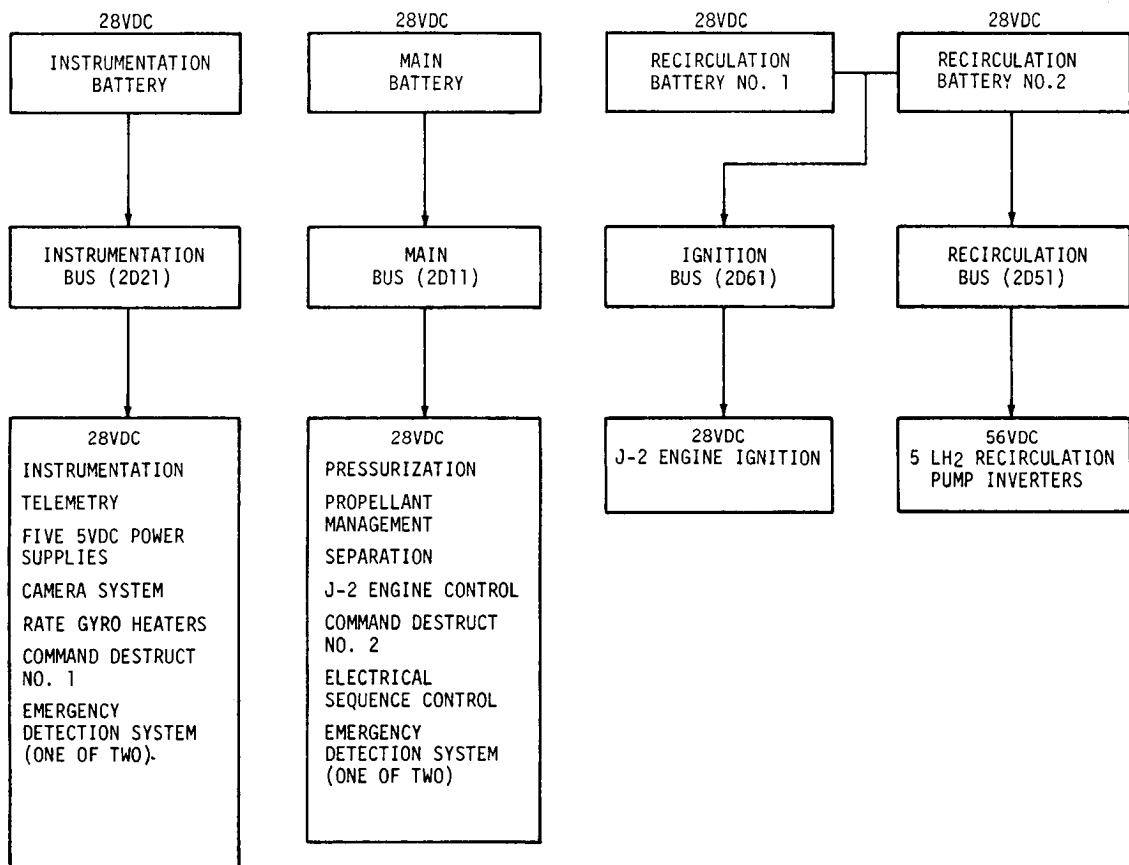 28VDC
INSTRUMENTATION
BATTERY
28VDC
MAIN
BATTERY
28VDC
RECIRCULATION
BATTERY NO. 1
28VDC
RECIRCULATION
BATTERY NO.2
INSTRUMENTATION
BUS (2D21)
MAIN
BUS (2D11)
IGNITION
BUS (2D61)
RECIRCULATION
BUS (2D51)
28VDC
INSTRUMENTATION
TELEMETRY
FIVE 5VDC POWER
SUPPLIES
CAMERA SYSTEM
RATE GYRO HEATERS
COMMAND DESTRUCT
NO. 1
EMERGENCY
DETECTION SYSTEM
(ONE OF TWO).
28VDC
PRESSURIZATION
PROPELLANT
MANAGEMENT
SEPARATION
J-2 ENGINE CONTROL
COMMAND DESTRUCT
NO. 2
ELECTRICAL
SEQUENCE CONTROL
EMERGENCY
DETECTION SYSTEM
(ONE OF TWO)
28VDC
J-2 ENGINE IGNITION
56VDC
5 LH2 RECIRCULATION
PUMP INVERTERS